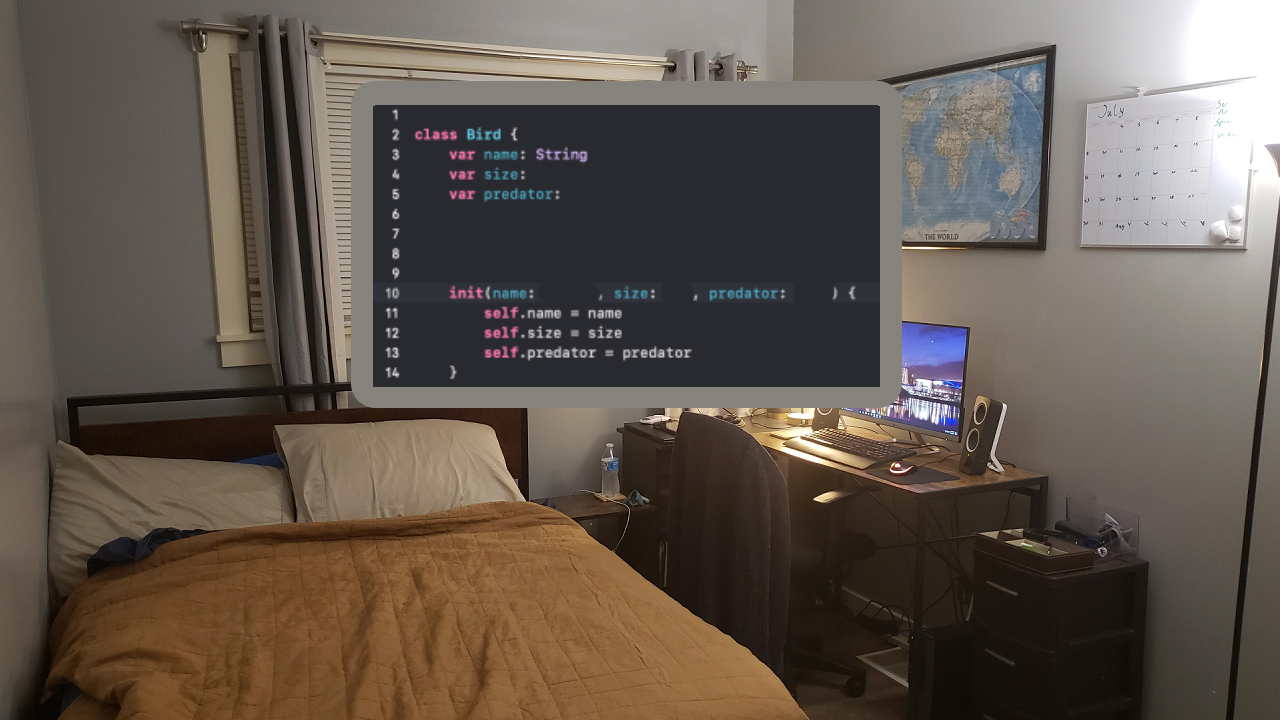 1
2 class Bird {
3 var name: String
4 var size:
5 var predator:
6
7
8
9
10 init(name: , size: , predator: ) {
11 self.name = name
12 self.size = size
13 self.predator = predator
14 }
THE WORLD
July
Aug